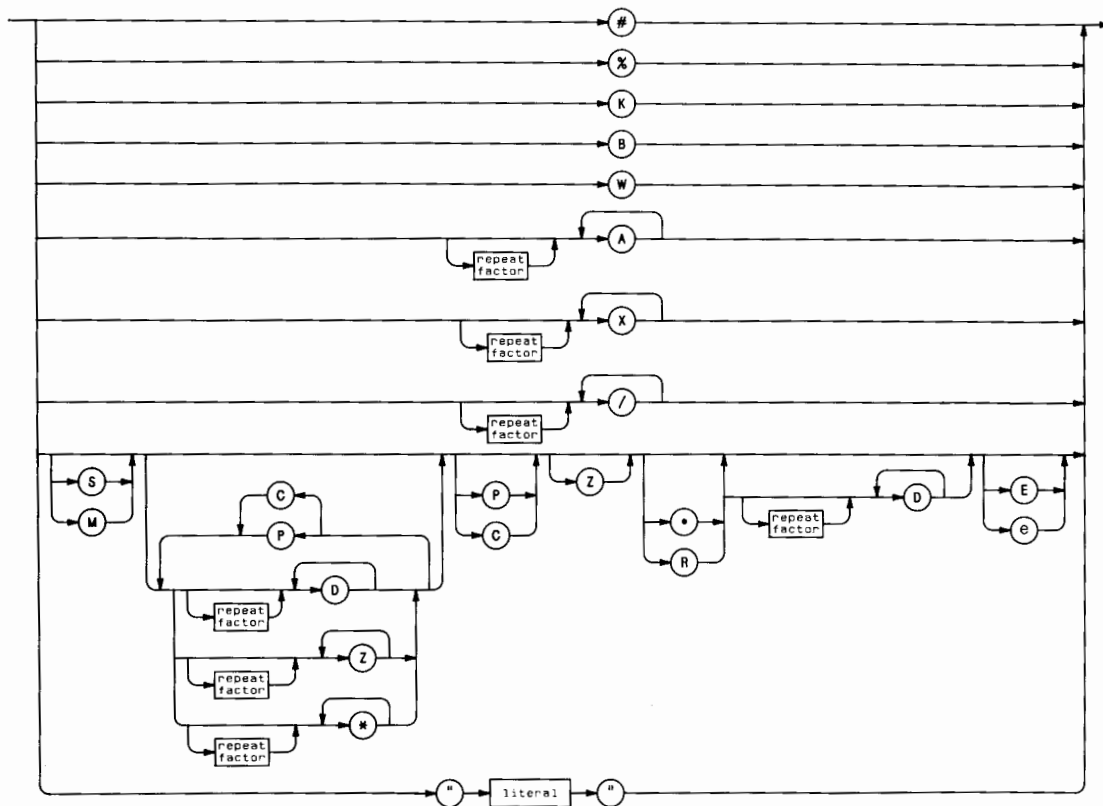 #
%
K
B
W
A
repeat
factor
X
repeat
factor
/
repeat
factor
S
M
C
P
D
repeat
factor
Z
repeat
factor
*
repeat
factor
P
C
Z
.
R
D
repeat
factor
E
e
" literal "